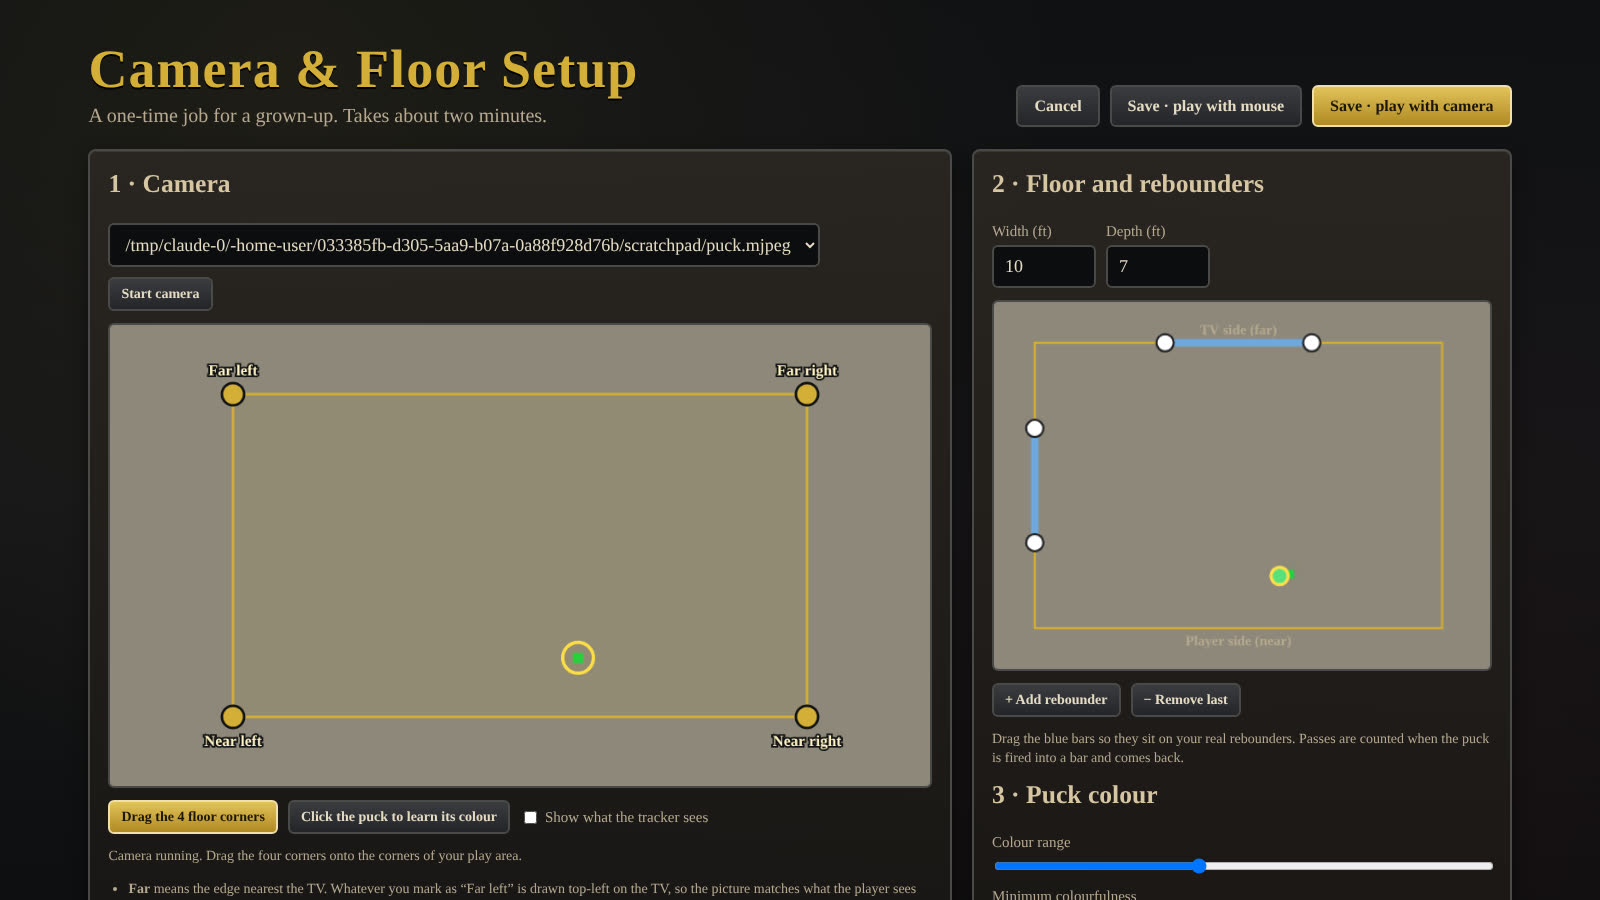 Camera & Floor Setup
A one-time job for a grown-up. Takes about two minutes.
Cancel
Save · play with mouse
Save · play with camera
1 · Camera
/tmp/claude-0/-home-user/033385fb-d305-5aa9-b07a-0a88f928d76b/scratchpad/puck.mjpeg
Start camera
Far left
Far right
Near left
Near right
Drag the 4 floor corners
Click the puck to learn its colour
Show what the tracker sees
Camera running. Drag the four corners onto the corners of your play area.
• Far means the edge nearest the TV. Whatever you mark as “Far left” is drawn top-left on the TV, so the picture matches what the player sees
2 · Floor and rebounders
Width (ft)
Depth (ft)
10
7
TV side (far)
Player side (near)
+ Add rebounder
− Remove last
Drag the blue bars so they sit on your real rebounders. Passes are counted when the puck
is fired into a bar and comes back.
3 · Puck colour
Colour range
Minimum colourfulness